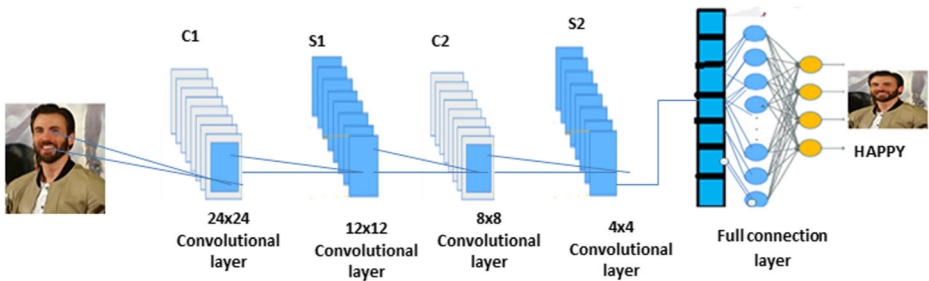 C1
S1
C2
S2
24x24
Convolutional
layer
12x12
Convolutional
layer
8x8
Convolutional
layer
4x4
Convolutional
layer
Full connection
layer
HAPPY